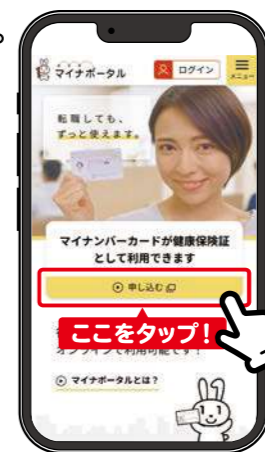 マイナポータル
ログイン
メニュー
転職しても、
ずっと使えます。
マイナンバーカードが健康保険証
として利用できます
申し込む
ここをタップ!
オンラインで利用可能です!
マイナポータルとは?